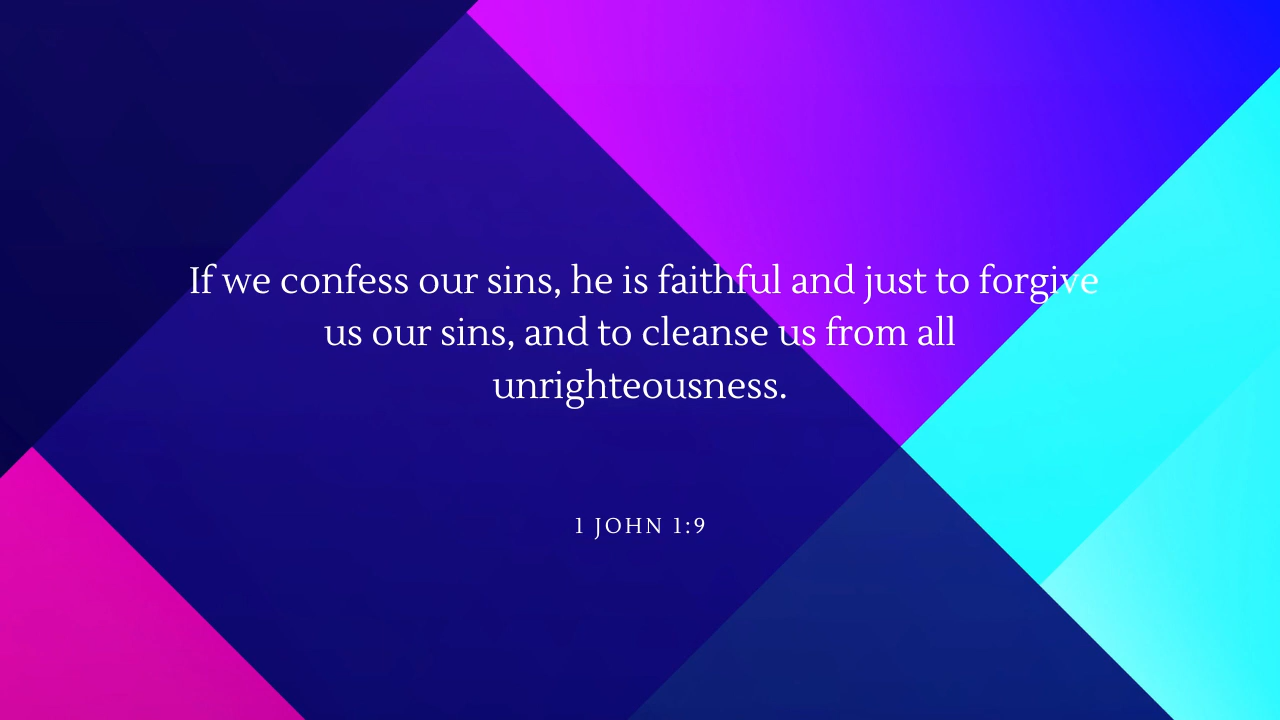 If we confess our sins, he is faithful and just to forgive
us our sins, and to cleanse us from all
unrighteousness.
1 JOHN 1:9